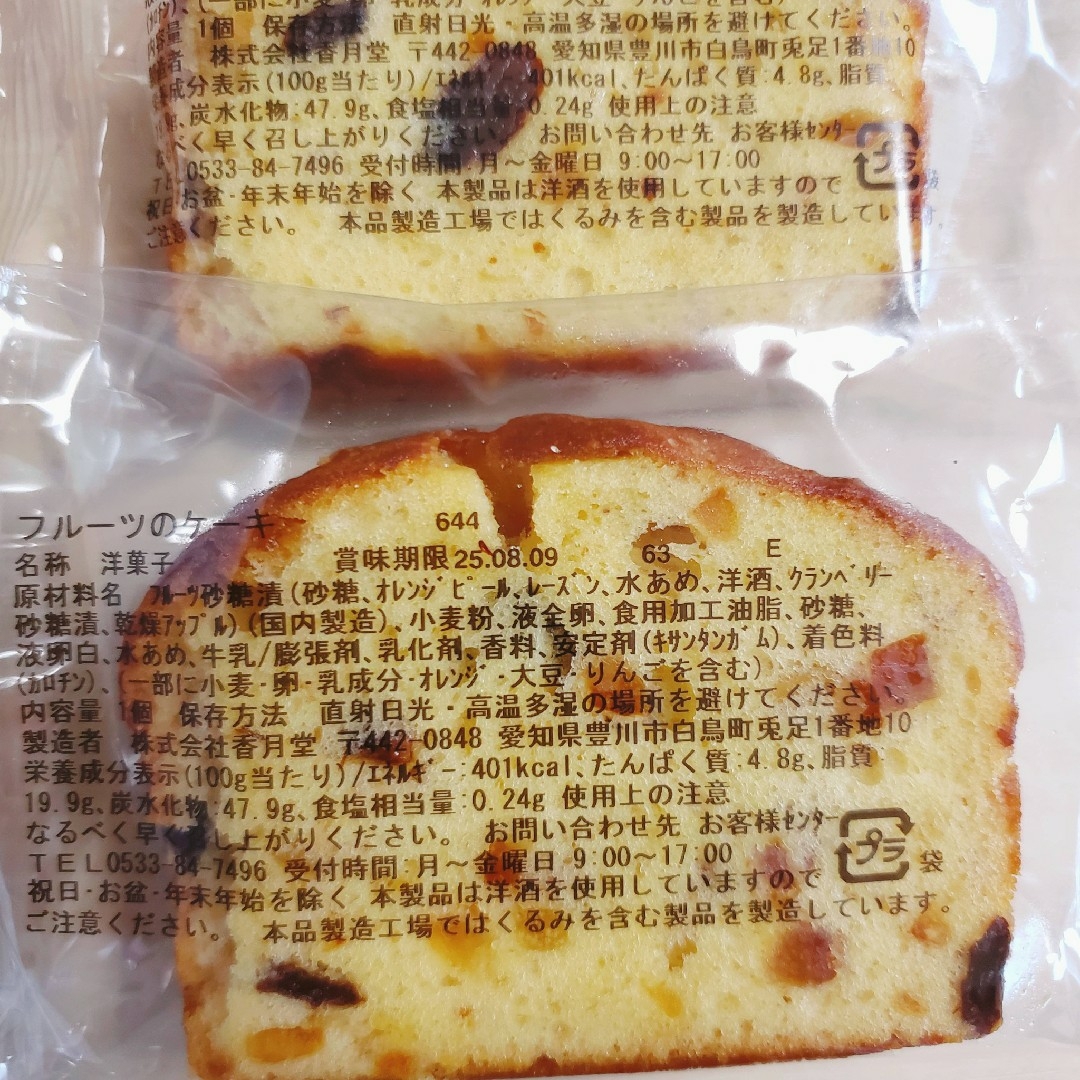 (一部に小麦・卵・乳成分・オレンジ・大豆・りんごを含む)
1個 保存方法 直射日光・高温多湿の場所を避けてください。
株式会社香月堂 〒442-0848 愛知県豊川市白鳥町兎足1番地10
成分表示(100g当たり)/エネルギー:401kcal、たんぱく質:4.8g、脂質:
炭水化物:47.9g、食塩相当量:0.24g 使用上の注意
べく早く召し上がりください。 お問い合わせ先 お客様センター
0533-84-7496 受付時間:月～金曜日 9:00～17:00
プラ
祝日・お盆・年末年始を除く 本製品は洋酒を使用していますので
ご注意ください。 本品製造工場ではくるみを含む製品を製造しています。
フルーツのケーキ
644
名称 洋菓子
賞味期限25.08.09 63 E
原材料名 フルーツ砂糖漬(砂糖、オレンジピール、レーズン、水あめ、洋酒、クランベリー
砂糖漬、乾燥アップル)(国内製造)、小麦粉、液全卵、食用加工油脂、砂糖、
液卵白、水あめ、牛乳/膨張剤、乳化剤、香料、安定剤(キサンタンガム)、着色料
(カロチン)、(一部に小麦・卵・乳成分・オレンジ・大豆・りんごを含む)
内容量 1個 保存方法 直射日光・高温多湿の場所を避けてください。
製造者 株式会社香月堂 〒442-0848 愛知県豊川市白鳥町兎足1番地10
栄養成分表示(100g当たり)/エネルギー:401kcal、たんぱく質:4.8g、脂質:
19.9g、炭水化物:47.9g、食塩相当量:0.24g 使用上の注意
なるべく早く召し上がりください。 お問い合わせ先 お客様センター
TEL0533-84-7496 受付時間:月～金曜日 9:00～17:00
プラ 袋
祝日・お盆・年末年始を除く 本製品は洋酒を使用していますので
ご注意ください。 本品製造工場ではくるみを含む製品を製造しています。